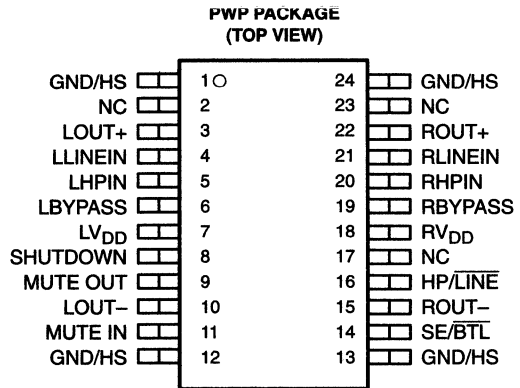 PWP PACKAGE
(TOP VIEW)
GND/HS 1 24 GND/HS
NC 2 23 NC
LOUT+ 3 22 ROUT+
LLINEIN 4 21 RLINEIN
LHPIN 5 20 RHPIN
LBYPASS 6 19 RBYPASS
LVDD 7 18 RVDD
SHUTDOWN 8 17 NC
MUTE OUT 9 16 HP/LINE
LOUT– 10 15 ROUT–
MUTE IN 11 14 SE/BTL
GND/HS 12 13 GND/HS